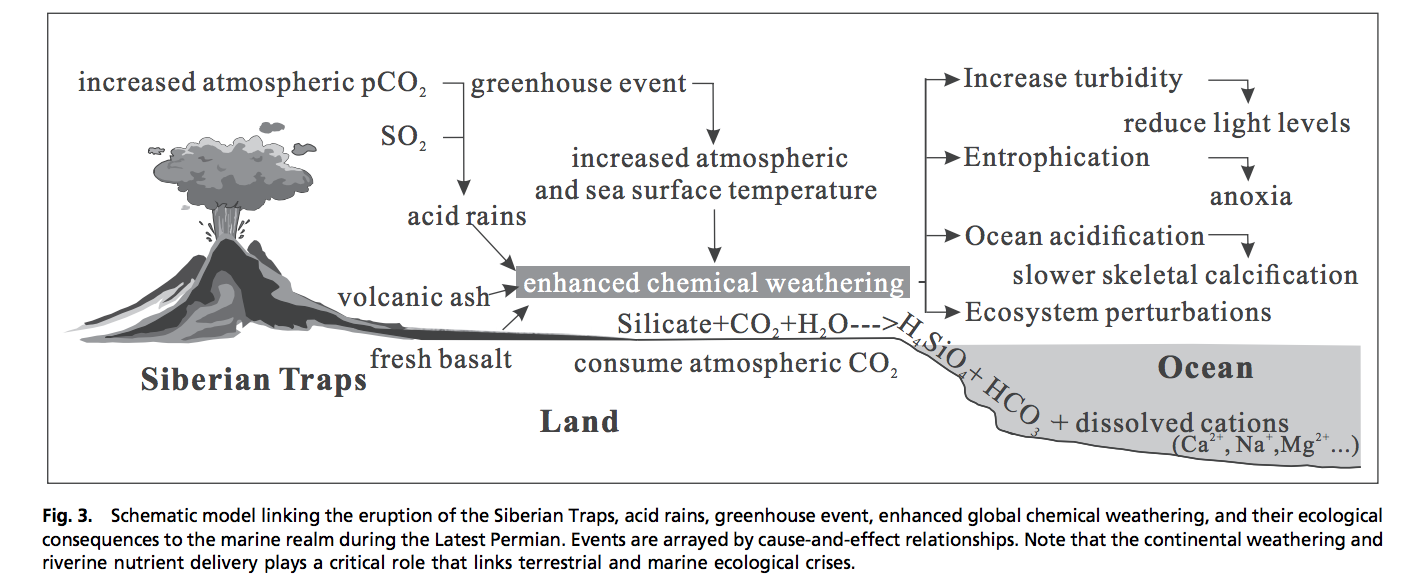 increased atmospheric pCO₂
greenhouse event
SO₂
acid rains
increased atmospheric
and sea surface temperature
volcanic ash
enhanced chemical weathering
fresh basalt
Silicate+CO₂+H₂O--->H₄SiO₄+ HCO₃ + dissolved cations
(Ca²⁺, Na⁺,Mg²⁺...)
consume atmospheric CO₂
Siberian Traps
Land
Increase turbidity
reduce light levels
Entrophication
anoxia
Ocean acidification
slower skeletal calcification
Ecosystem perturbations
Ocean
Fig. 3. Schematic model linking the eruption of the Siberian Traps, acid rains, greenhouse event, enhanced global chemical weathering, and their ecological
consequences to the marine realm during the Latest Permian. Events are arrayed by cause-and-effect relationships. Note that the continental weathering and
riverine nutrient delivery plays a critical role that links terrestrial and marine ecological crises.